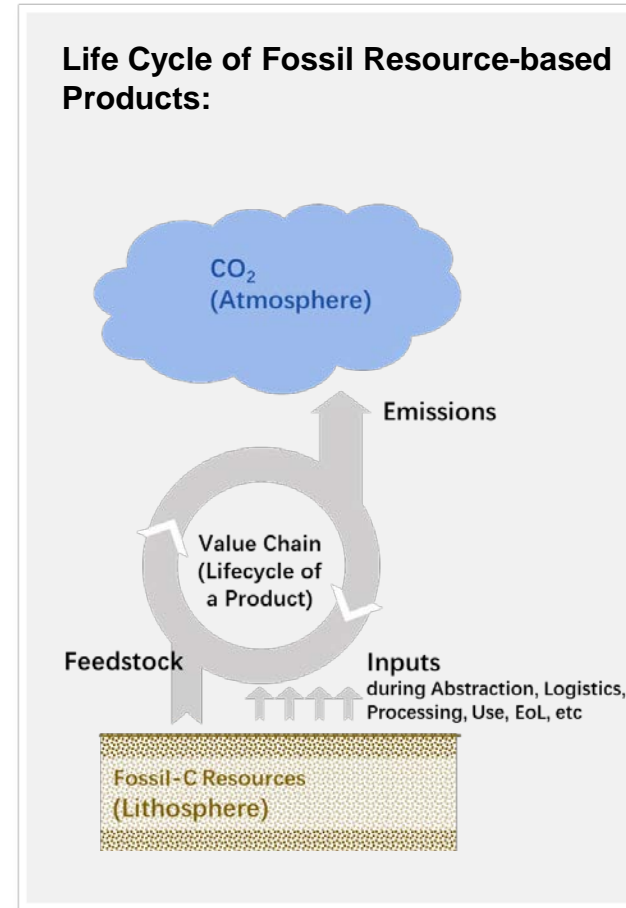 Life Cycle of Fossil Resource-based
Products:
CO₂
(Atmosphere)
Emissions
Value Chain
(Lifecycle of
a Product)
Feedstock
Inputs
during Abstraction, Logistics,
Processing, Use, EoL, etc
Fossil-C Resources
(Lithosphere)